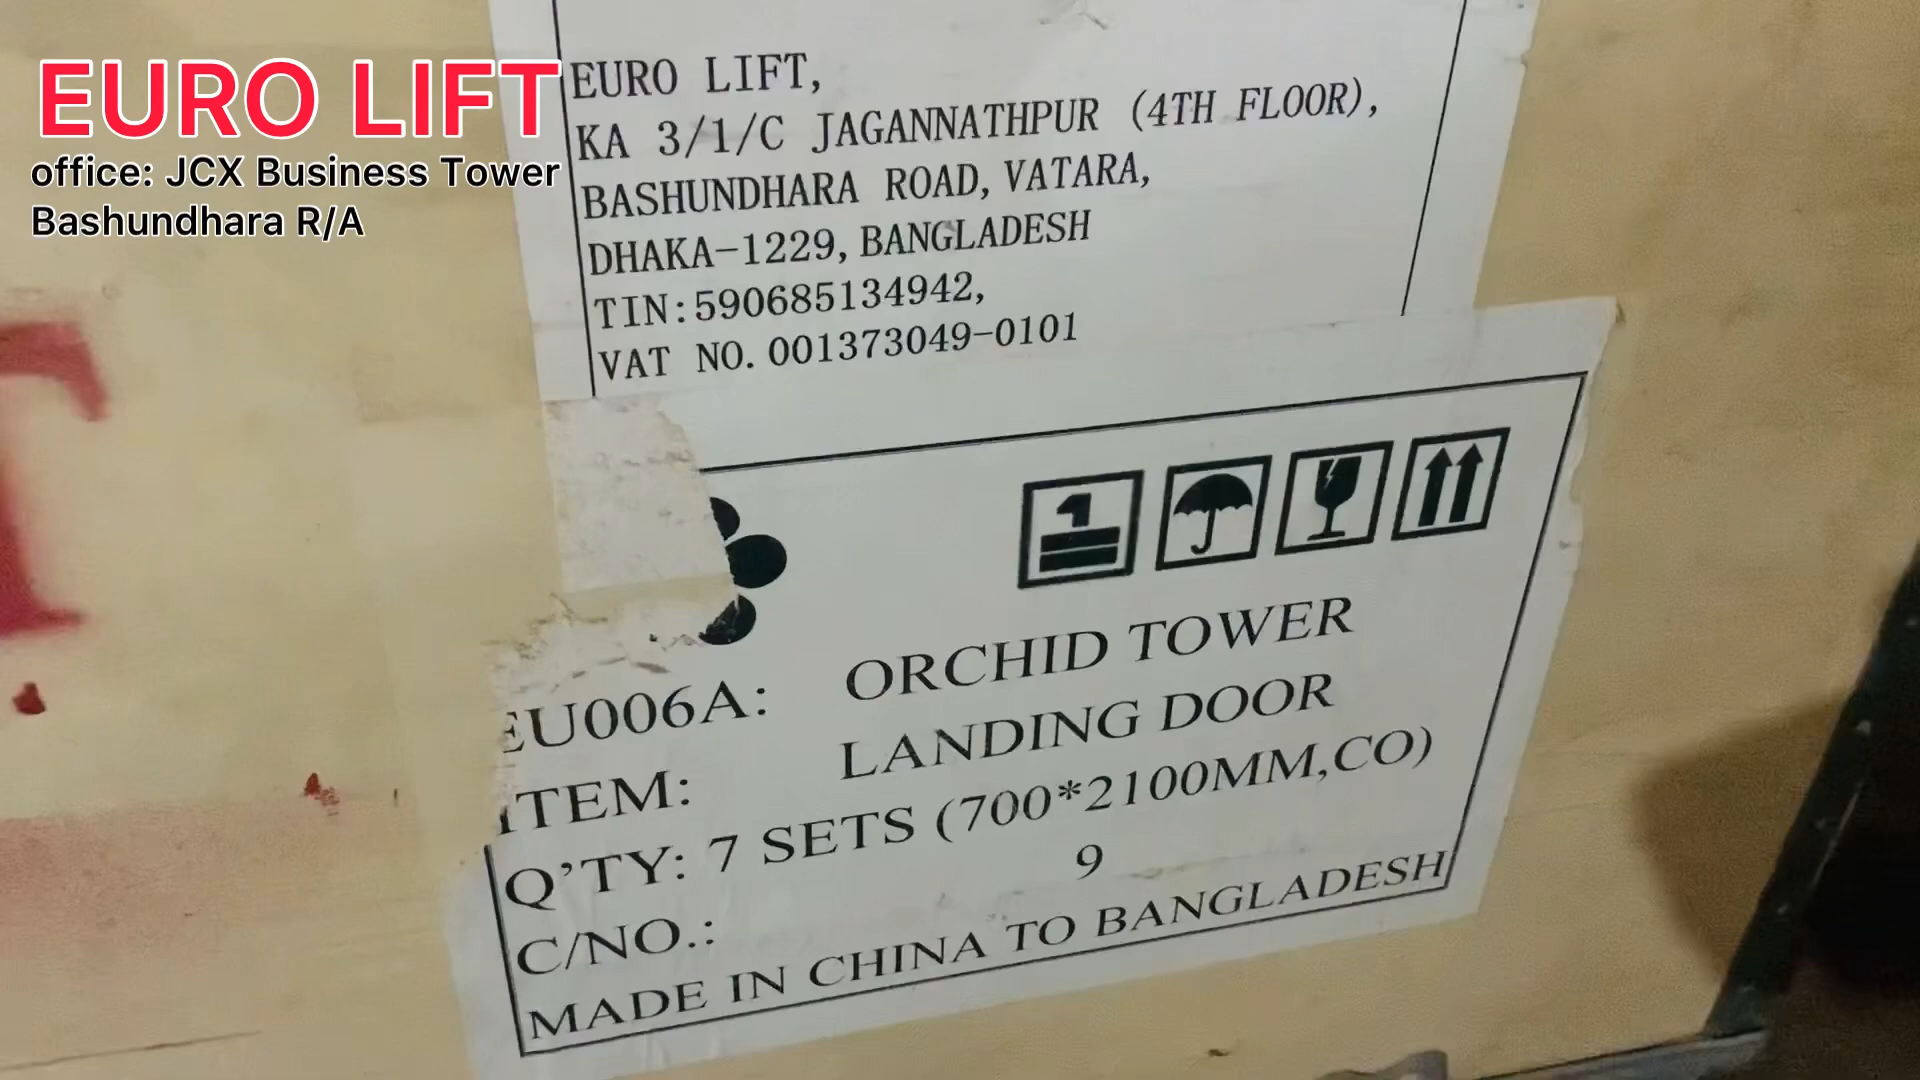 EURO LIFT
office: JCX Business Tower
Bashundhara R/A
EURO LIFT,
KA 3/1/C JAGANNATHPUR (4TH FLOOR),
BASHUNDHARA ROAD, VATARA,
DHAKA-1229, BANGLADESH
TIN:590685134942,
VAT NO. 001373049-0101
1
EU006A: ORCHID TOWER
ITEM: LANDING DOOR
Q'TY: 7 SETS (700*2100MM,CO)
C/NO.: 9
MADE IN CHINA TO BANGLADESH